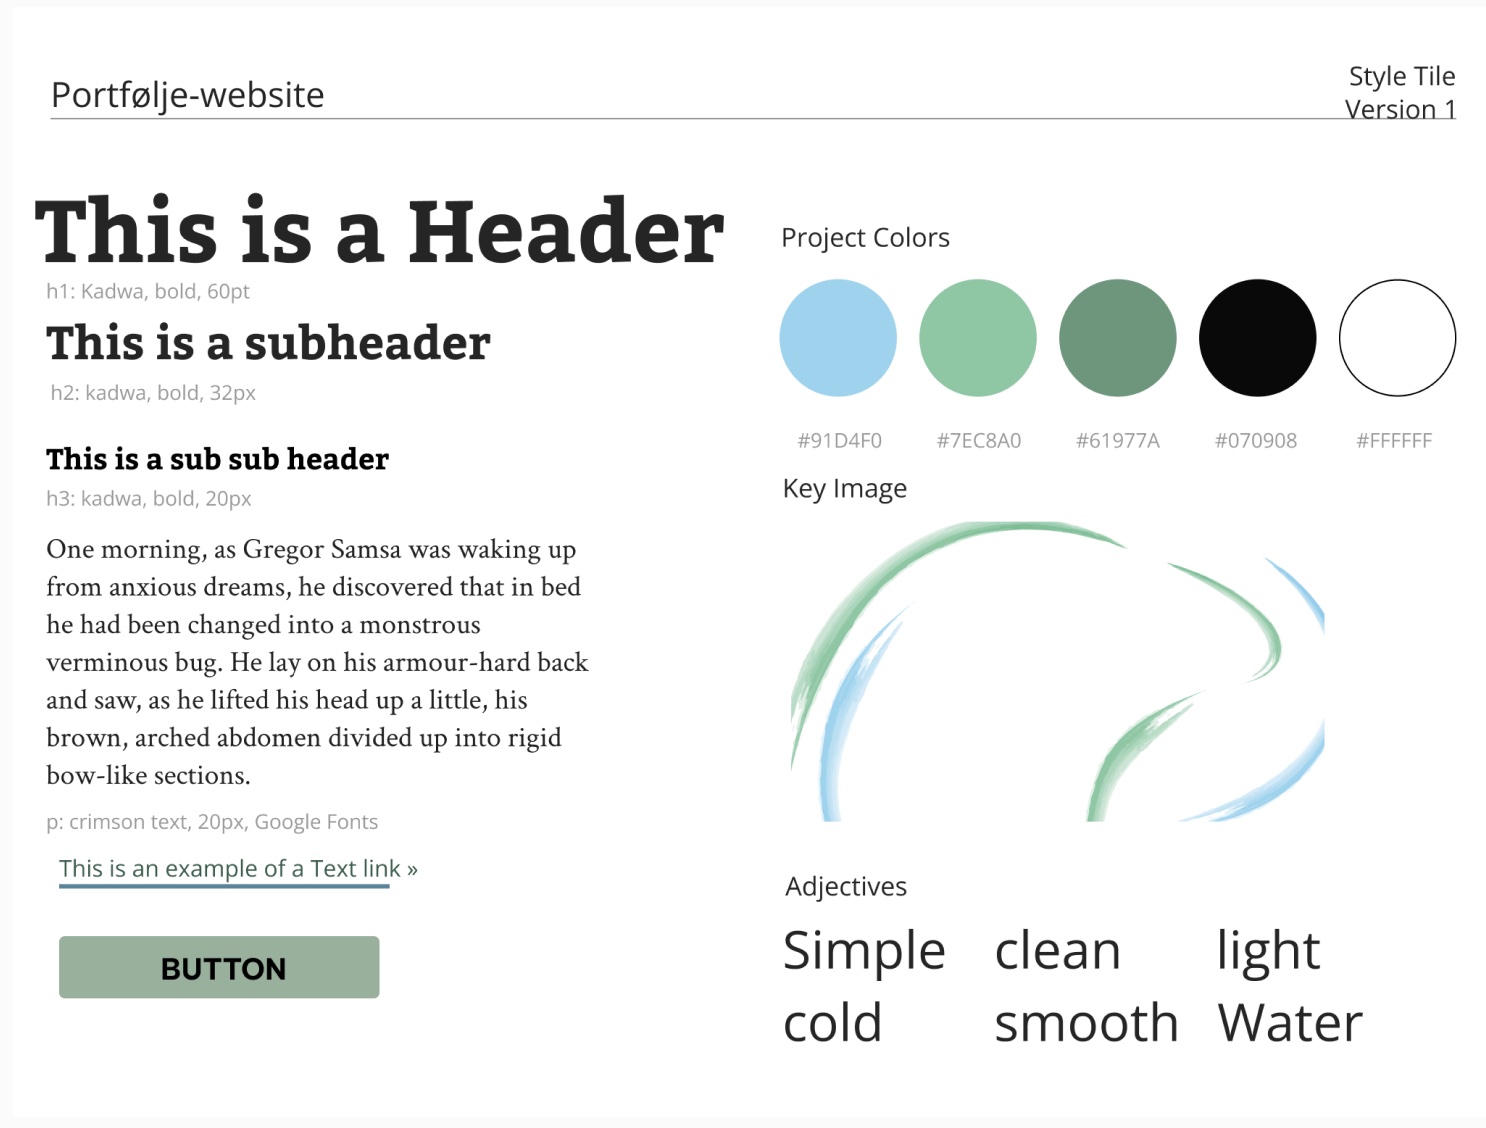 Portfølje-website
Style Tile
Version 1
This is a Header
h1: Kadwa, bold, 60pt
This is a subheader
h2: kadwa, bold, 32px
This is a sub sub header
h3: kadwa, bold, 20px
One morning, as Gregor Samsa was waking up
from anxious dreams, he discovered that in bed
he had been changed into a monstrous
verminous bug. He lay on his armour-hard back
and saw, as he lifted his head up a little, his
brown, arched abdomen divided up into rigid
bow-like sections.
p: crimson text, 20px, Google Fonts
This is an example of a Text link »
BUTTON
Project Colors
#91D4F0 #7EC8A0 #61977A #070908 #FFFFFF
Key Image
Adjectives
Simple clean light
cold smooth Water